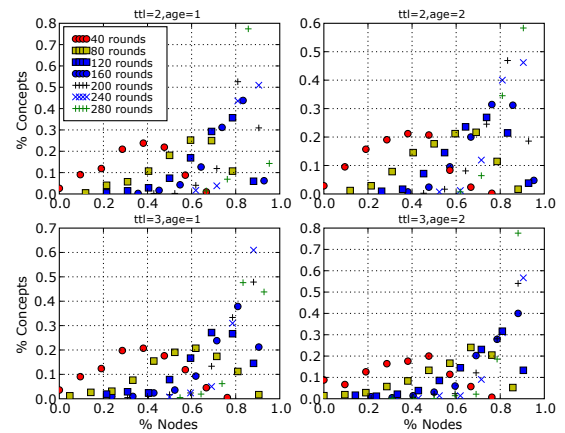 ttl=2,age=1
ttl=2,age=2
0.8
0.7
0.6
0.5
0.4
0.3
0.2
0.1
0.0
% Concepts
40 rounds
80 rounds
120 rounds
160 rounds
200 rounds
240 rounds
280 rounds
0.0 0.2 0.4 0.6 0.8 1.0
0.6
0.5
0.4
0.3
0.2
0.1
0.0
0.0 0.2 0.4 0.6 0.8 1.0
ttl=3,age=1
ttl=3,age=2
0.7
0.6
0.5
0.4
0.3
0.2
0.1
0.0
% Concepts
0.0 0.2 0.4 0.6 0.8 1.0
% Nodes
0.8
0.7
0.6
0.5
0.4
0.3
0.2
0.1
0.0
0.0 0.2 0.4 0.6 0.8 1.0
% Nodes